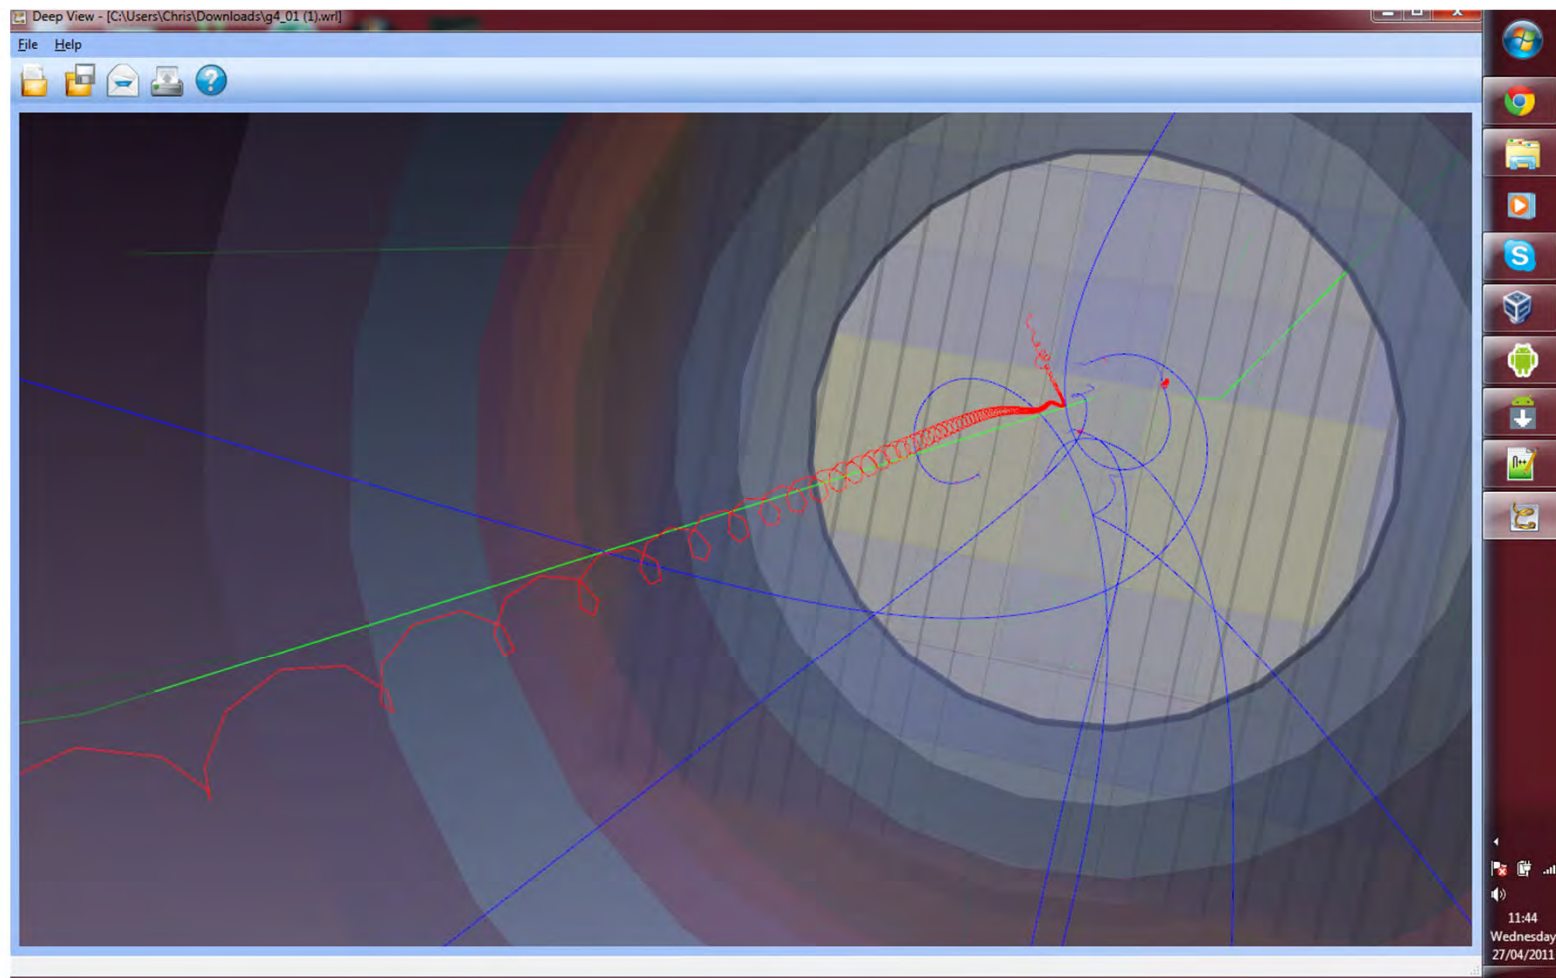 Deep View - [C:\Users\Chris\Downloads\g4_01 (1).wrl]
File Help
11:44
Wednesday
27/04/2011